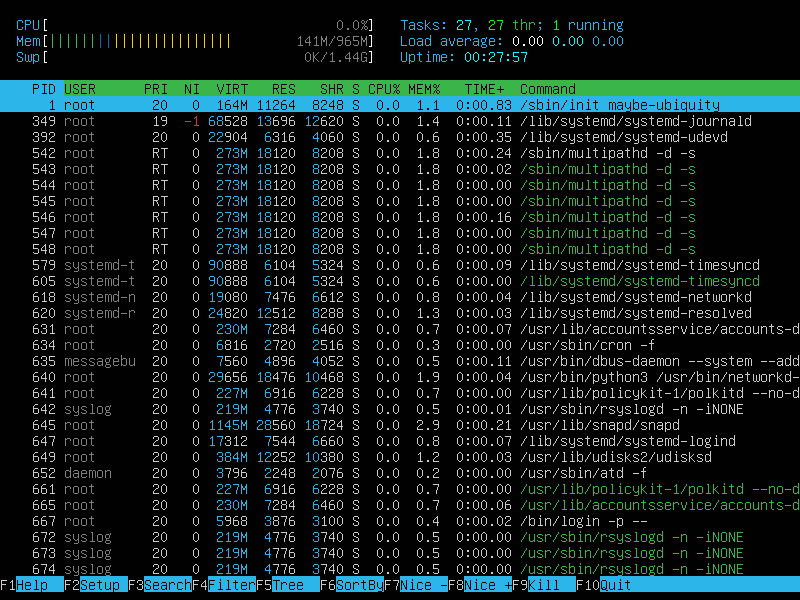 CPU[ 0.0%] Tasks: 27, 27 thr; 1 running
Mem[|||||||||||||||||||||||| 141M/965M] Load average: 0.00 0.00 0.00
Swp[ 0K/1.44G] Uptime: 00:27:57
PID USER PRI NI VIRT RES SHR S CPU% MEM% TIME+ Command
1 root 20 0 164M 11264 8248 S 0.0 1.1 0:00.83 /sbin/init maybe-ubiquity
349 root 19 -1 68528 13696 12620 S 0.0 1.4 0:00.11 /lib/systemd/systemd-journald
392 root 20 0 22904 6316 4060 S 0.0 0.6 0:00.35 /lib/systemd/systemd-udevd
542 root RT 0 273M 18120 8208 S 0.0 1.8 0:00.24 /sbin/multipathd -d -s
543 root RT 0 273M 18120 8208 S 0.0 1.8 0:00.02 /sbin/multipathd -d -s
544 root RT 0 273M 18120 8208 S 0.0 1.8 0:00.00 /sbin/multipathd -d -s
545 root RT 0 273M 18120 8208 S 0.0 1.8 0:00.00 /sbin/multipathd -d -s
546 root RT 0 273M 18120 8208 S 0.0 1.8 0:00.16 /sbin/multipathd -d -s
547 root RT 0 273M 18120 8208 S 0.0 1.8 0:00.00 /sbin/multipathd -d -s
548 root RT 0 273M 18120 8208 S 0.0 1.8 0:00.00 /sbin/multipathd -d -s
579 systemd-t 20 0 90888 6104 5324 S 0.0 0.6 0:00.09 /lib/systemd/systemd-timesyncd
605 systemd-t 20 0 90888 6104 5324 S 0.0 0.6 0:00.00 /lib/systemd/systemd-timesyncd
618 systemd-n 20 0 19080 7476 6612 S 0.0 0.8 0:00.04 /lib/systemd/systemd-networkd
620 systemd-r 20 0 24820 12512 8288 S 0.0 1.3 0:00.03 /lib/systemd/systemd-resolved
631 root 20 0 230M 7284 6460 S 0.0 0.7 0:00.07 /usr/lib/accountsservice/accounts-d
634 root 20 0 6816 2720 2516 S 0.0 0.3 0:00.00 /usr/sbin/cron -f
635 messagebu 20 0 7560 4896 4052 S 0.0 0.5 0:00.11 /usr/bin/dbus-daemon --system --add
640 root 20 0 29656 18476 10468 S 0.0 1.9 0:00.04 /usr/bin/python3 /usr/bin/networkd-
641 root 20 0 227M 6916 6228 S 0.0 0.7 0:00.01 /usr/lib/policykit-1/polkitd --no-d
642 syslog 20 0 219M 4776 3740 S 0.0 0.5 0:00.01 /usr/sbin/rsyslogd -n -iNONE
645 root 20 0 1145M 28560 18724 S 0.0 2.9 0:00.21 /usr/lib/snapd/snapd
647 root 20 0 17312 7544 6660 S 0.0 0.8 0:00.07 /lib/systemd/systemd-logind
649 root 20 0 384M 12252 10380 S 0.0 1.2 0:00.03 /usr/lib/udisks2/udisksd
652 daemon 20 0 3796 2248 2076 S 0.0 0.2 0:00.00 /usr/sbin/atd -f
661 root 20 0 227M 6916 6228 S 0.0 0.7 0:00.00 /usr/lib/policykit-1/polkitd --no-d
665 root 20 0 230M 7284 6460 S 0.0 0.7 0:00.06 /usr/lib/accountsservice/accounts-d
667 root 20 0 5968 3876 3100 S 0.0 0.4 0:00.02 /bin/login -p --
672 syslog 20 0 219M 4776 3740 S 0.0 0.5 0:00.00 /usr/sbin/rsyslogd -n -iNONE
673 syslog 20 0 219M 4776 3740 S 0.0 0.5 0:00.00 /usr/sbin/rsyslogd -n -iNONE
674 syslog 20 0 219M 4776 3740 S 0.0 0.5 0:00.00 /usr/sbin/rsyslogd -n -iNONE
F1Help F2Setup F3SearchF4FilterF5Tree F6SortByF7Nice -F8Nice +F9Kill F10Quit